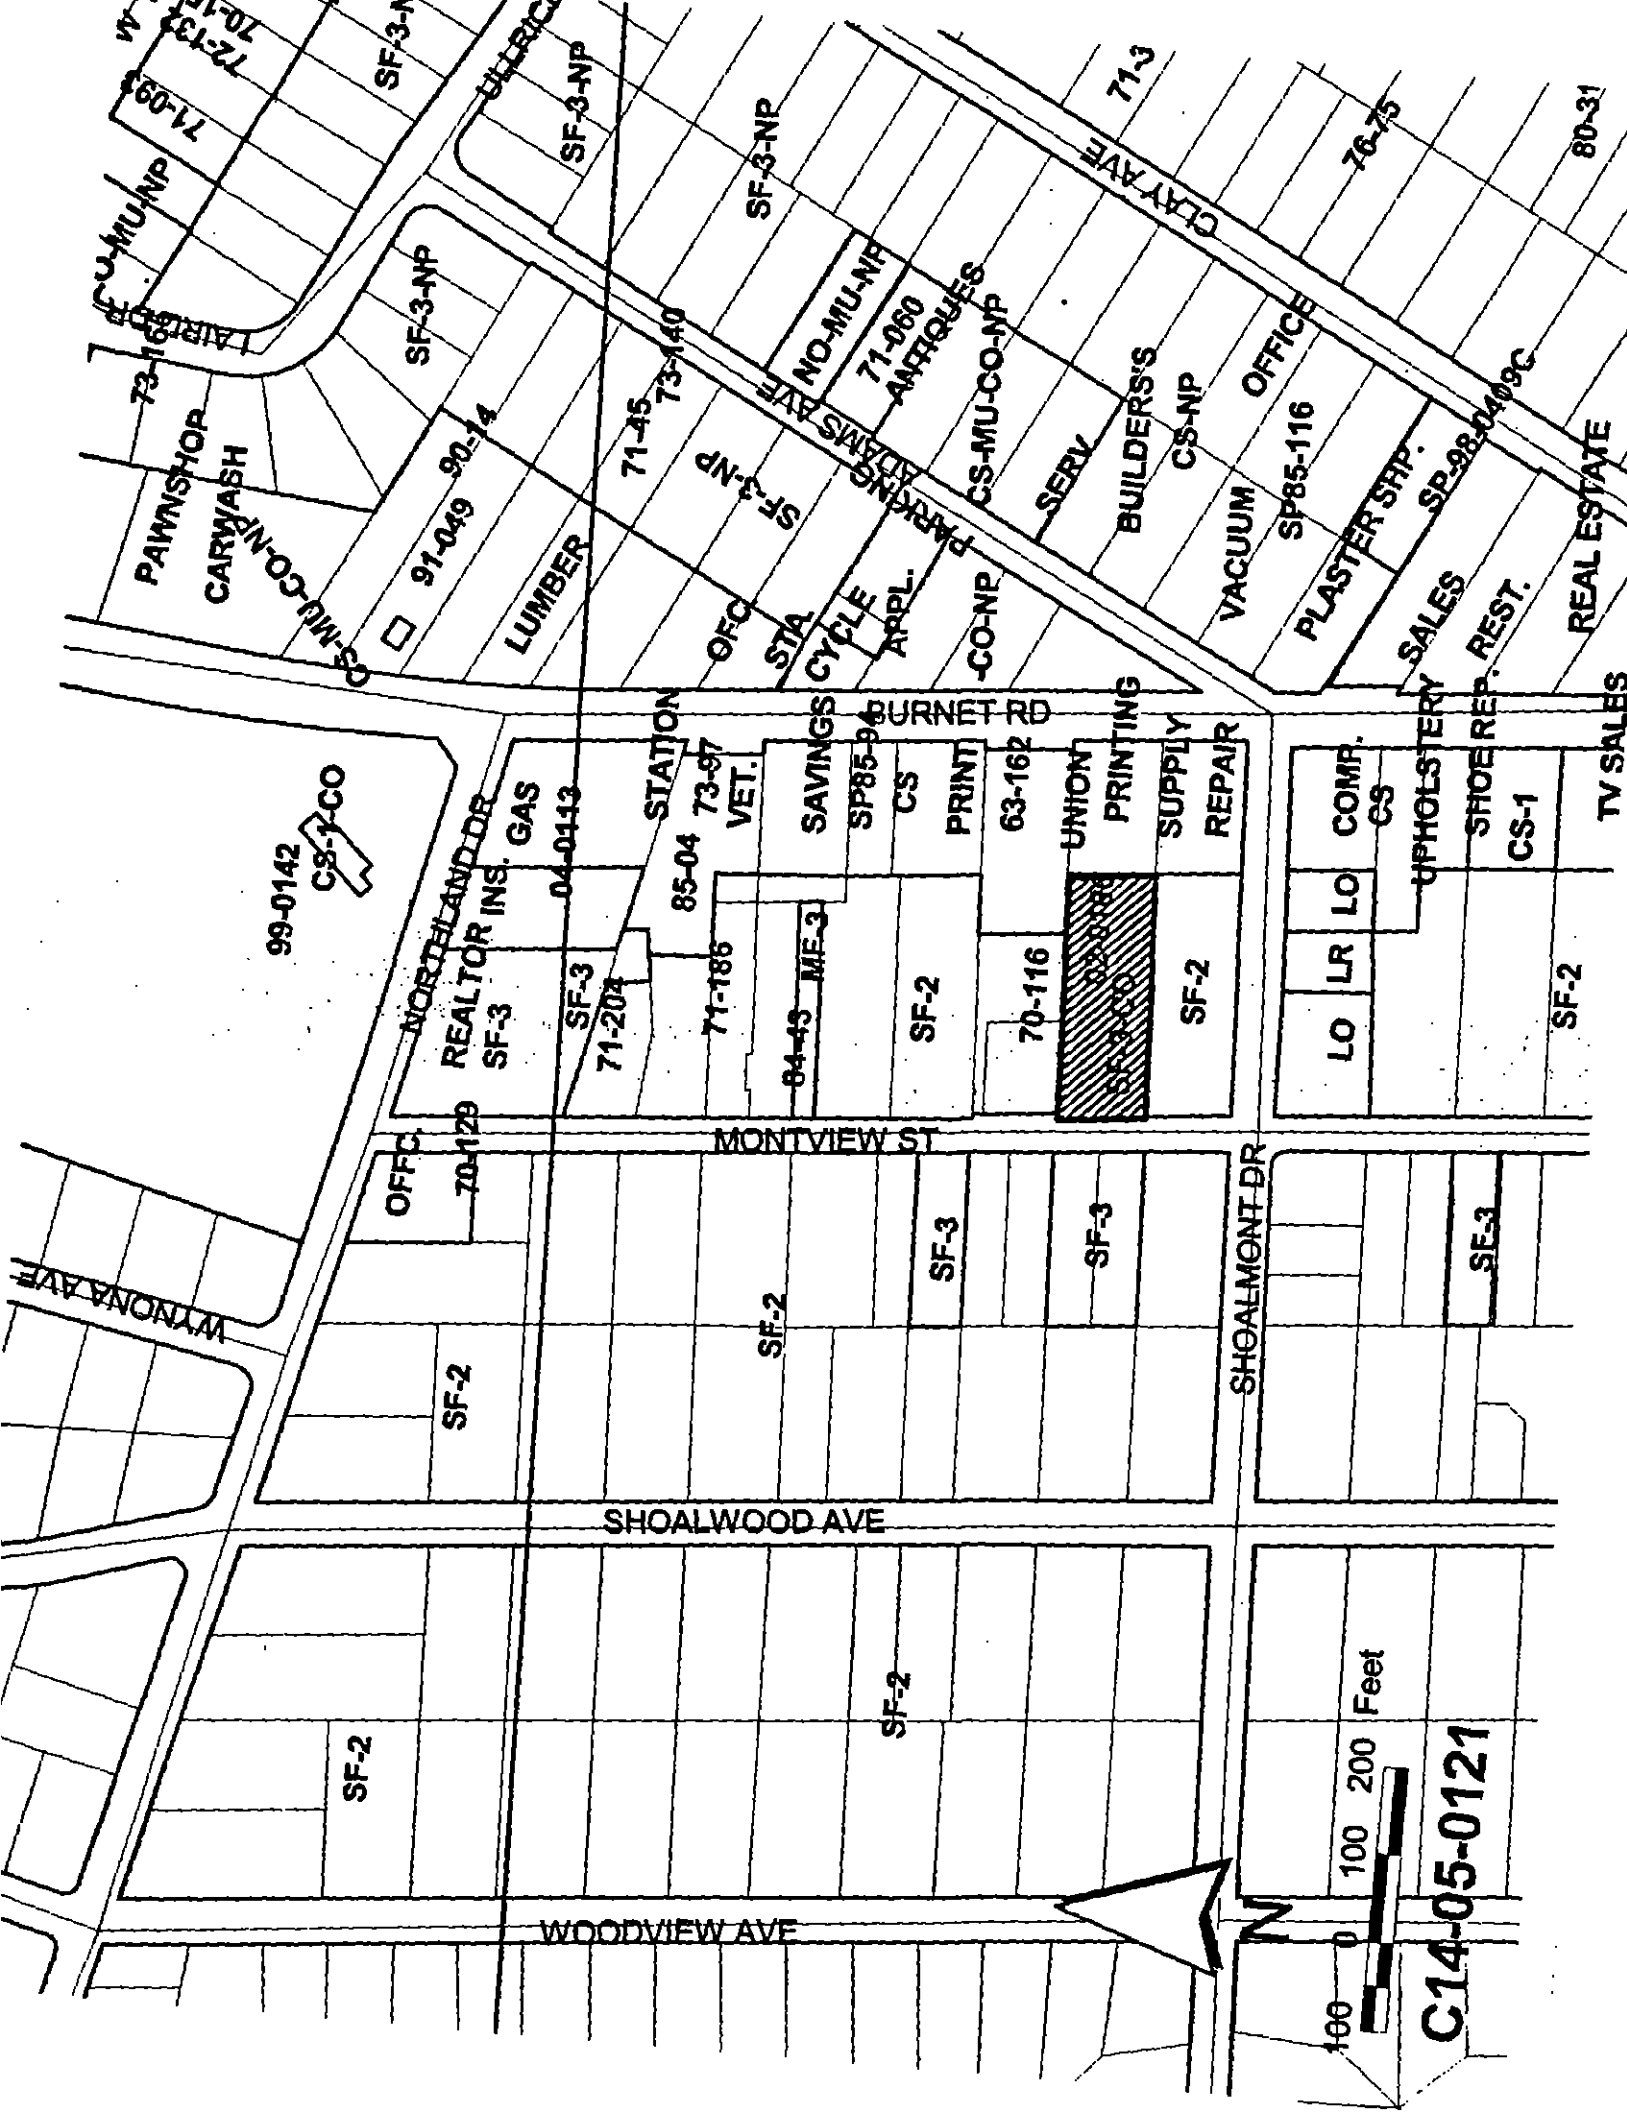 71-093
72-132
SF-3-N
ULLRICE
SF-3-NP
MU-NP
LAIRD DR
SF-3-NP
SF-3-NP
71-3
76-75
80-31
CLAY AVE
PAWNSHOP
CARWASH
CS-MU-CO-NP
90-14
91-049
LUMBER
71-45
73-140
SF-3-NP
NO-MU-NP
71-060
ANTIQUES
ADAMS AVE
PARKING
CS-MU-CO-NP
SERV
BUILDERS'S
CS-NP
OFFICE
VACUUM
SP85-116
PLASTER SHP.
SP-98-0409C
SALES
REST.
REAL ESTATE
OFC
STA
CYCLE
APPL.
-CO-NP
BURNET RD
99-0142
CS-1-CO
NORTHLAND DR
GAS
STATION
04-0113
73-97
VET.
SAVINGS
SP85-94
CS
PRINT
63-162
UNION
PRINTING
SUPPLY
REPAIR
COMP.
CS
UPHOLSTERY
SHOE REP.
CS-1
TV SALES
REALTOR INS.
SF-3
SF-3
71-204
85-04
71-186
84-43
MF-3
SF-2
70-116
SF-3-CO
SF-2
LO
LR
LO
SF-2
OFFC.
70-129
MONTVIEW ST
SF-3
SF-3
SF-3
SHOALMONT DR
WYNONA AVE
SF-2
SF-2
SHOALWOOD AVE
SF-2
SF-2
WOODVIEW AVE
N
100 0 100 200 Feet
C14-05-0121